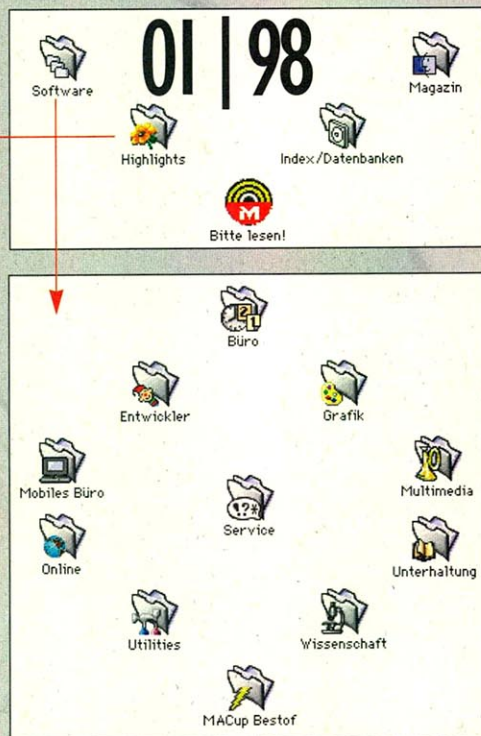 01|98
Software
Magazin
Highlights
Index/Datenbanken
M
Bitte lesen!
Büro
Entwickler
Grafik
Mobiles Büro
Multimedia
Service
Online
Unterhaltung
Utilities
Wissenschaft
MACup Bestof